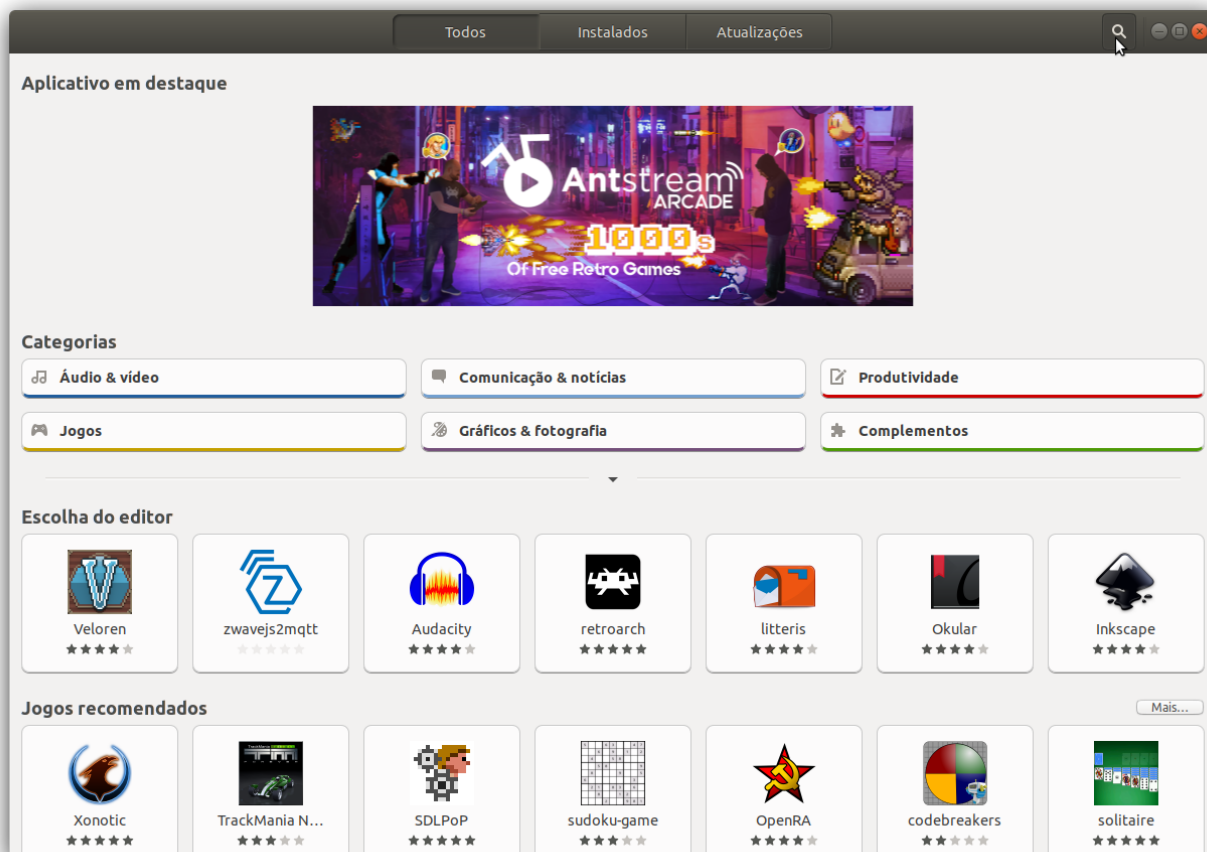 Todos Instalados Atualizações
Aplicativo em destaque
Antstream
ARCADE
1000s
Of Free Retro Games
Categorias
Áudio & vídeo Comunicação & notícias Produtividade
Jogos Gráficos & fotografia Complementos
Escolha do editor
Veloren zwavejs2mqtt Audacity retroarch litteris Okular Inkscape
Jogos recomendados Mais…
Xonotic TrackMania N… SDLPoP sudoku-game OpenRA codebreakers solitaire